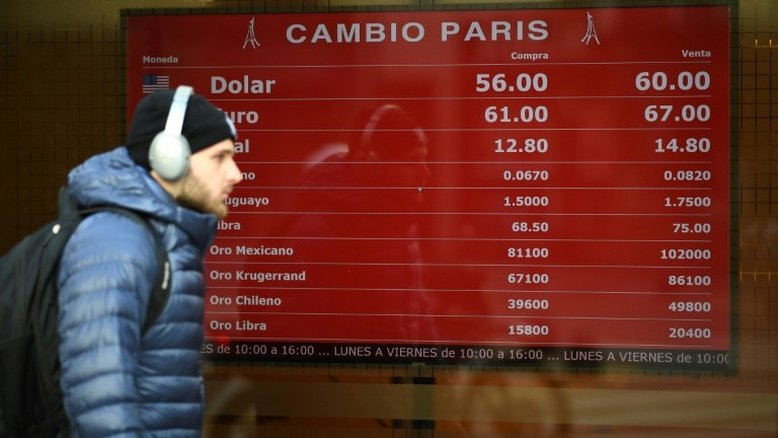 CAMBIO PARIS
Moneda Compra Venta
Dolar 56.00 60.00
uro 61.00 67.00
al 12.80 14.80
no 0.0670 0.0820
uguayo 1.5000 1.7500
ibra 68.50 75.00
Oro Mexicano 81100 102000
Oro Krugerrand 67100 86100
Oro Chileno 39600 49800
Oro Libra 15800 20400
de 10:00 a 16:00 ... LUNES A VIERNES de 10:00 a 16:00 ... LUNES A VIERNES de 10:00